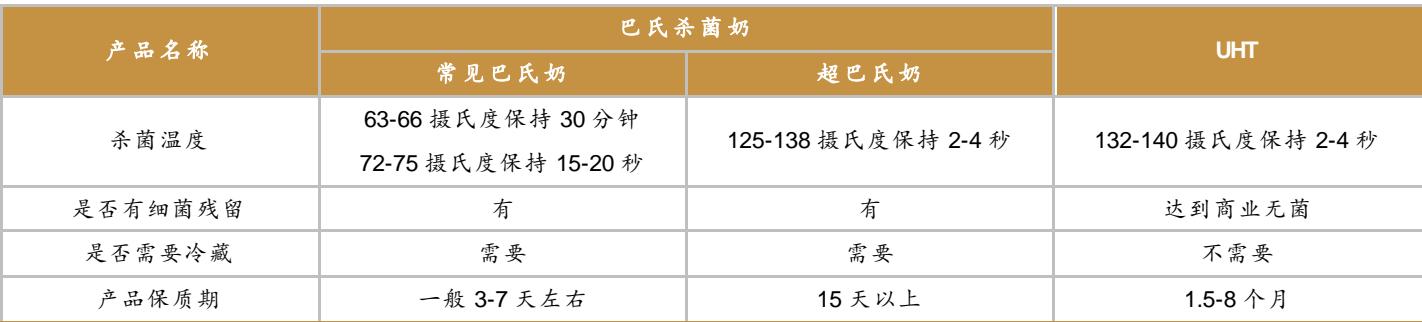 产品名称 巴氏杀菌奶 UHT
常见巴氏奶 超巴氏奶
杀菌温度 63-66 摄氏度保持 30 分钟 125-138 摄氏度保持 2-4 秒 132-140 摄氏度保持 2-4 秒
72-75 摄氏度保持 15-20 秒
是否有细菌残留 有 有 达到商业无菌
是否需要冷藏 需要 需要 不需要
产品保质期 一般 3-7 天左右 15 天以上 1.5-8 个月